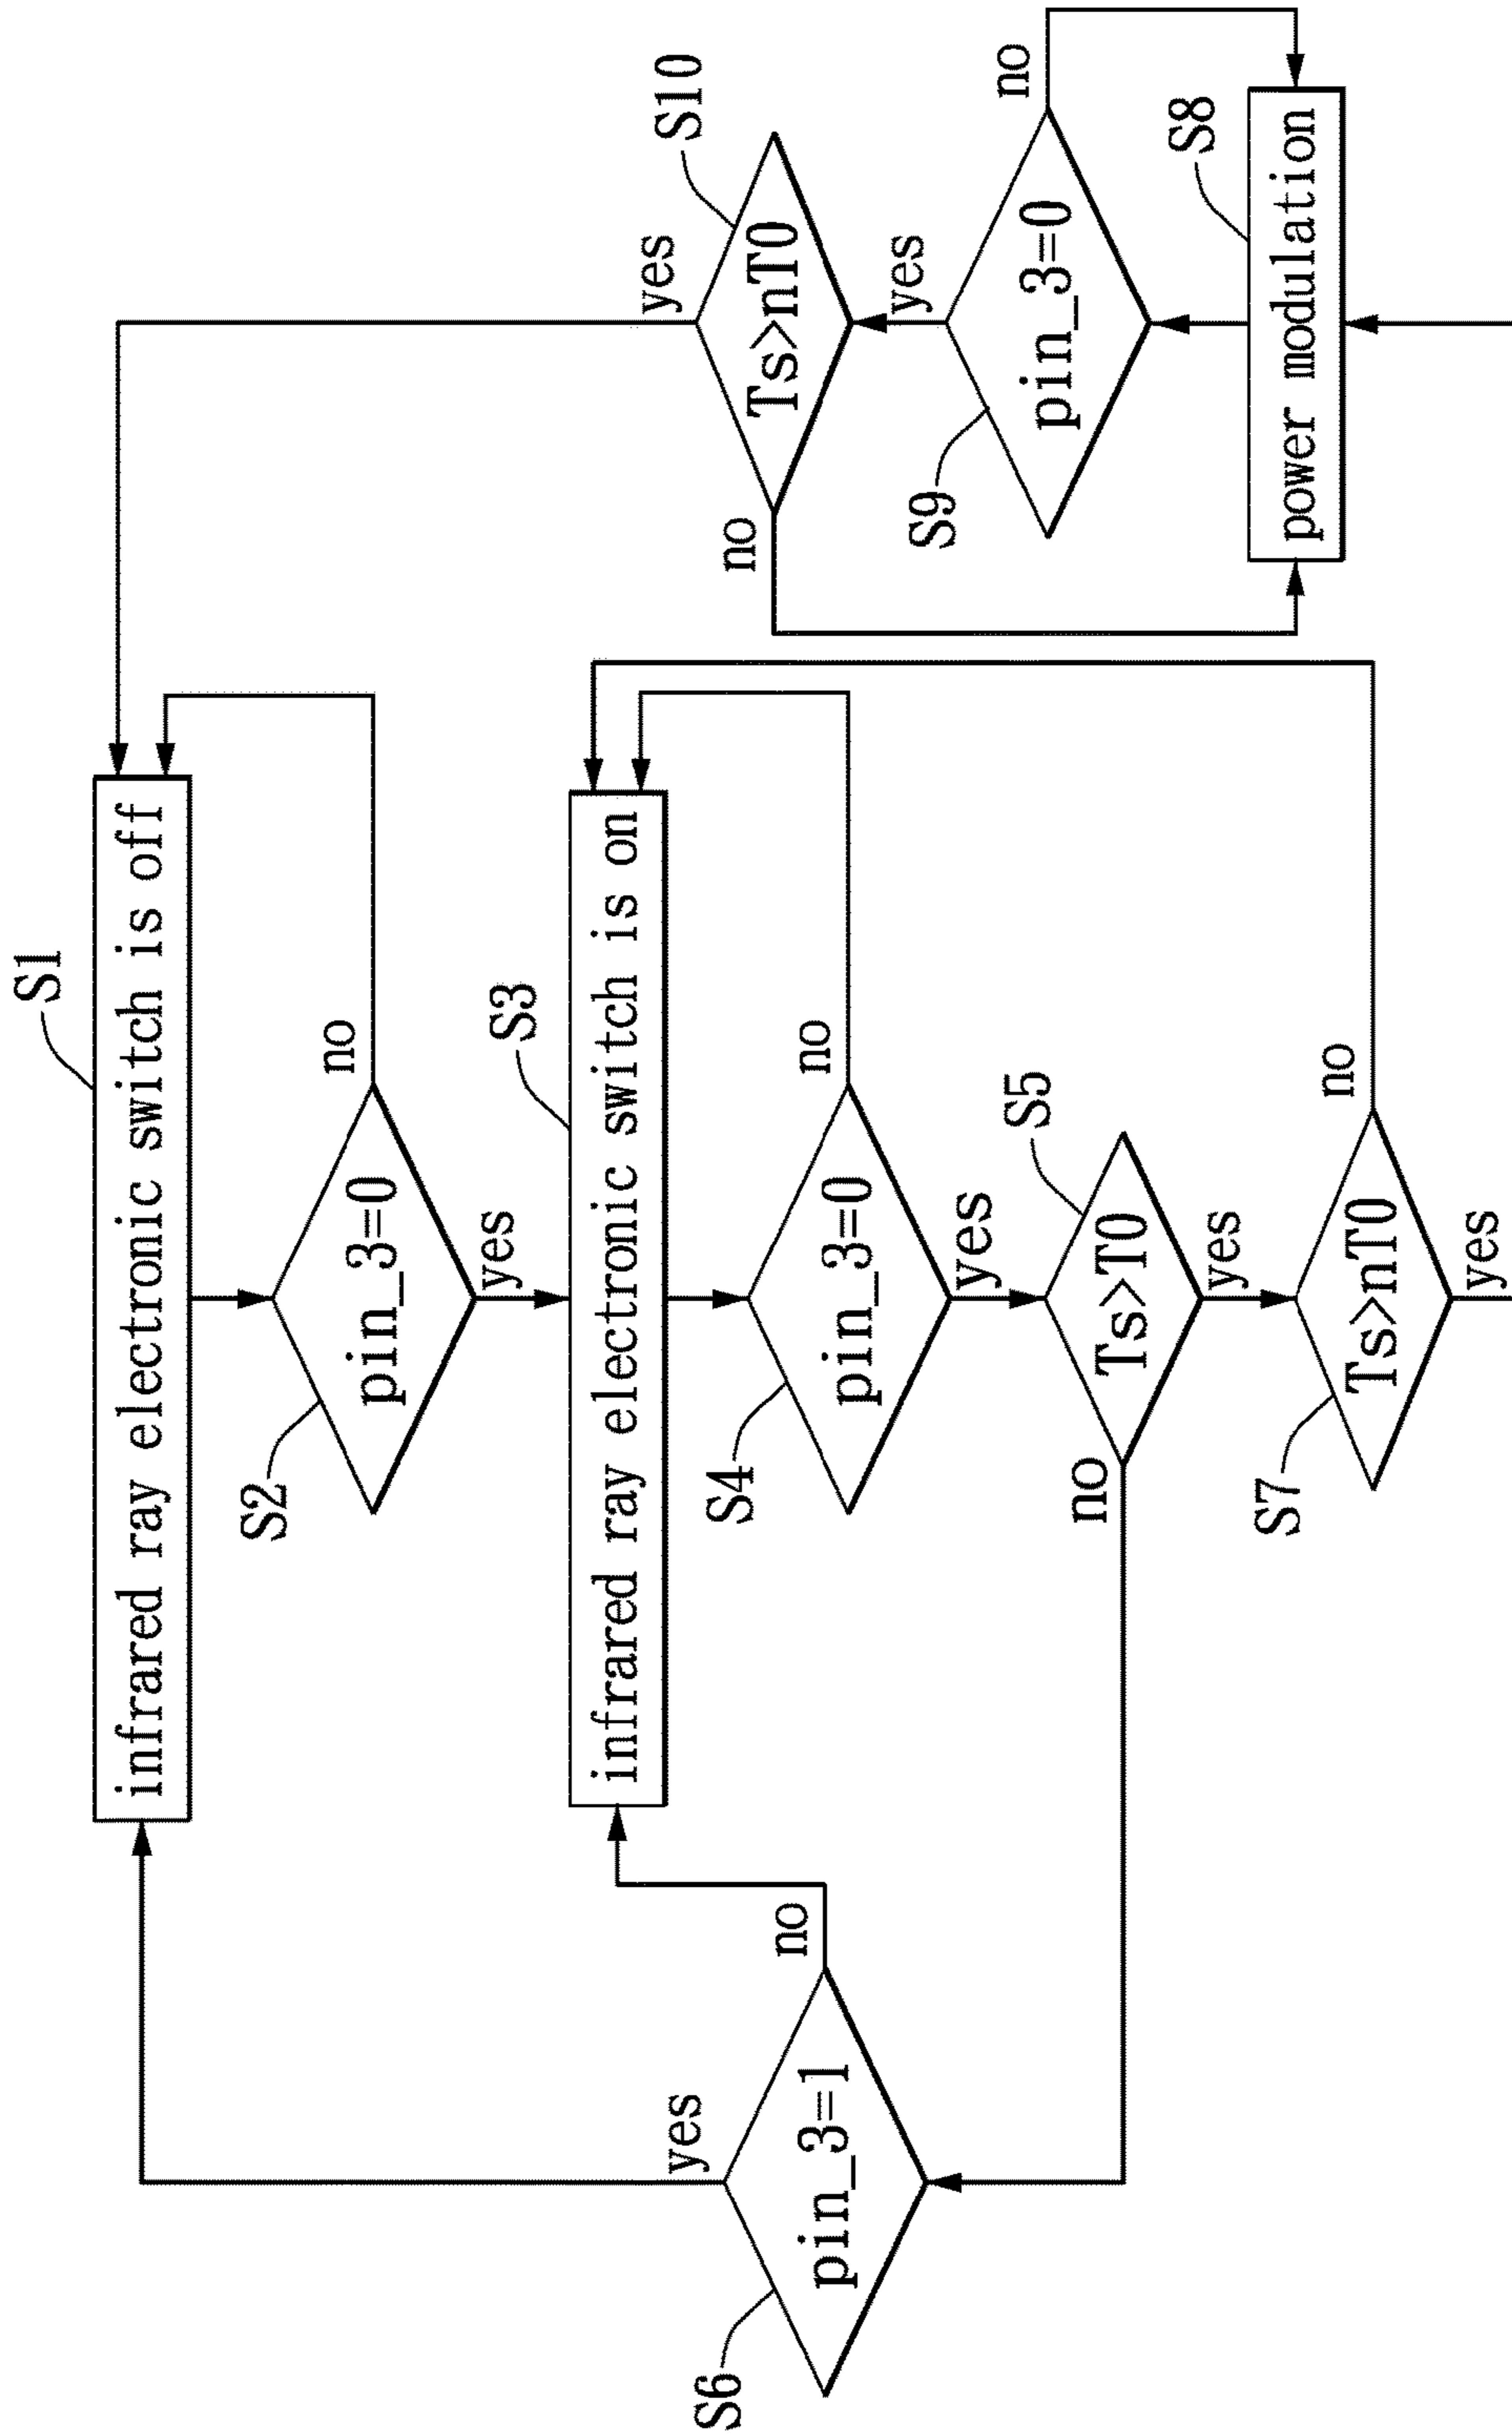 S1
infrared ray electronic switch is off
S2
pin_3=0
no
yes
S3
infrared ray electronic switch is on
S4
pin_3=0
no
yes
S5
Ts>T0
no
yes
S6
pin_3=1
yes
no
S7
Ts>nT0
no
yes
S8
power modulation
S9
pin_3=0
no
yes
S10
Ts>nT0
no
yes